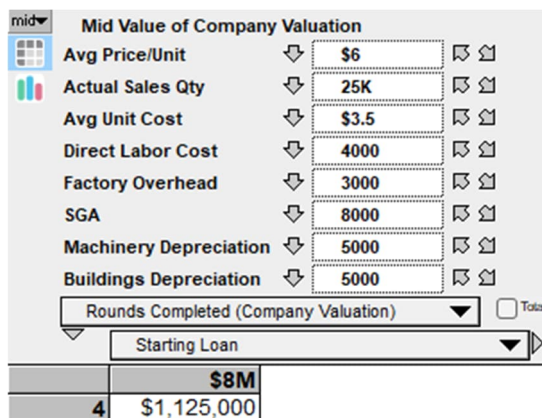 mid
Mid Value of Company Valuation
Avg Price/Unit $6
Actual Sales Qty 25K
Avg Unit Cost $3.5
Direct Labor Cost 4000
Factory Overhead 3000
SGA 8000
Machinery Depreciation 5000
Buildings Depreciation 5000
Rounds Completed (Company Valuation)
Starting Loan
$8M
4 $1,125,000